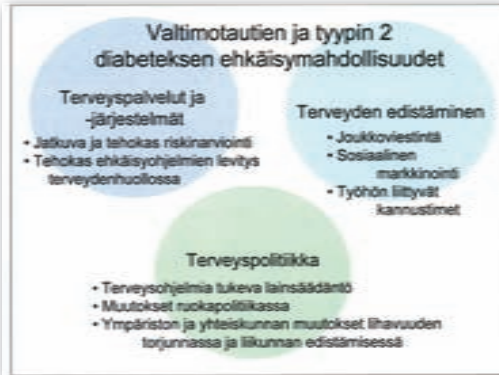 Valtimotautien ja tyypin 2
diabeteksen ehkäisymahdollisuudet
Terveyspalvelut ja
-järjestelmät
• Jatkuva ja tehokas riskinarviointi
• Tehokas ehkäisyohjelmien levitys
terveydenhuollossa
Terveyden edistäminen
• Joukkoviestintä
• Sosiaalinen
markkinointi
• Työhön liittyvät
kannustimet
Terveyspolitiikka
• Terveysohjelmia tukeva lainsäädäntö
• Muutokset ruokapolitiikassa
• Ympäristön ja yhteiskunnan muutokset lihavuuden
torjunnassa ja liikunnan edistämisessä